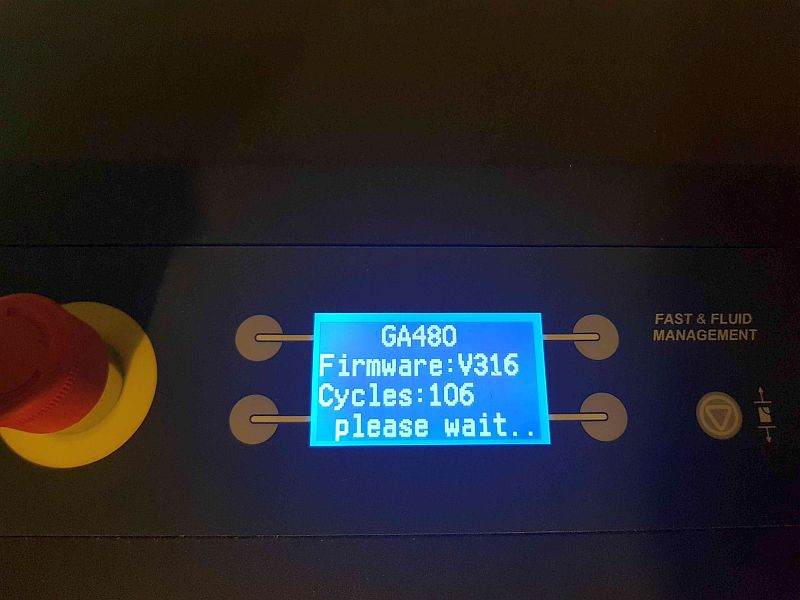 GA480
Firmware:V316
Cycles:106
please wait..
FAST & FLUID
MANAGEMENT